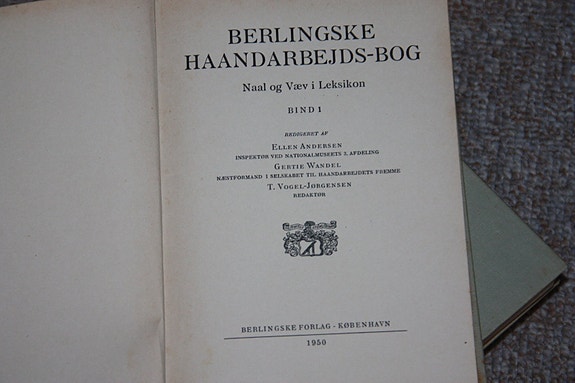 BERLINGSKE
HAANDARBEJDS-BOG
Naal og Væv i Leksikon
BIND 1
REDIGERET AF
ELLEN ANDERSEN
INSPEKTØR VED NATIONALMUSEETS 3. AFDELING
GERTIE WANDEL
NÆSTFORMAND I SELSKABET TIL HAANDARBEJDETS FREMME
T. VOGEL-JØRGENSEN
REDAKTØR
BERLINGSKE FORLAG - KØBENHAVN
1950